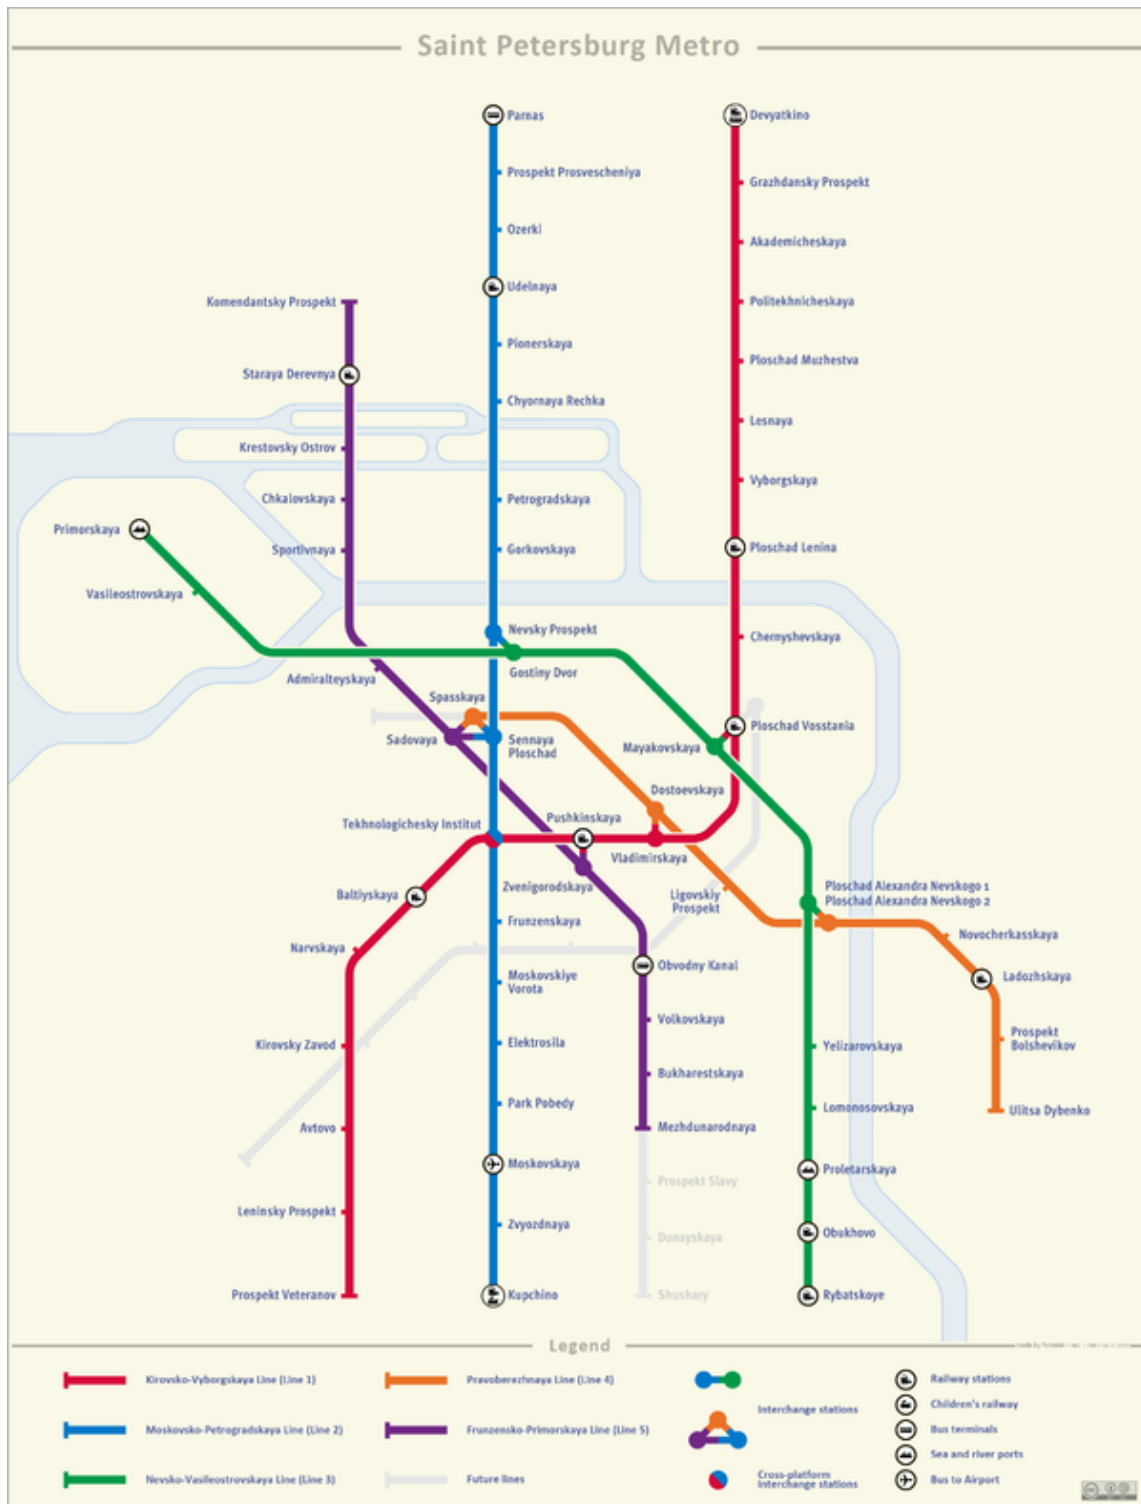 Saint Petersburg Metro
Parnas
Devyatkino
Prospekt Prosvescheniya
Grazhdansky Prospekt
Ozerki
Akademicheskaya
Udelnaya
Komendantsky Prospekt
Politekhnicheskaya
Pionerskaya
Ploschad Muzhestva
Staraya Derevnya
Chyornaya Rechka
Lesnaya
Krestovsky Ostrov
Vyborgskaya
Chkalovskaya
Petrogradskaya
Primorskaya
Sportivnaya
Gorkovskaya
Ploschad Lenina
Vasileostrovskaya
Nevsky Prospekt
Chernyshevskaya
Gostiny Dvor
Admiralteyskaya
Spasskaya
Ploschad Vosstania
Sadovaya
Sennaya
Ploschad
Mayakovskaya
Dostoevskaya
Tekhnologichesky Institut
Pushkinskaya
Vladimirskaya
Zvenigorodskaya
Baltiyskaya
Ligovskiy
Prospekt
Ploschad Alexandra Nevskogo 1
Ploschad Alexandra Nevskogo 2
Frunzenskaya
Novocherkasskaya
Narvskaya
Obvodny Kanal
Ladozhskaya
Moskovskiye
Vorota
Volkovskaya
Kirovsky Zavod
Elektrosila
Yelizarovskaya
Prospekt
Bolshevikov
Bukharestskaya
Park Pobedy
Lomonosovskaya
Ulitsa Dybenko
Avtovo
Mezhdunarodnaya
Moskovskaya
Proletarskaya
Prospekt Slavy
Leninsky Prospekt
Zvyozdnaya
Dunayskaya
Obukhovo
Prospekt Veteranov
Kupchino
Shushary
Rybatskoye
Legend
Kirovsko-Vyborgskaya Line (Line 1)
Moskovsko-Petrogradskaya Line (Line 2)
Nevsko-Vasileostrovskaya Line (Line 3)
Pravoberezhnaya Line (Line 4)
Frunzensko-Primorskaya Line (Line 5)
Future lines
Interchange stations
Cross-platform
Interchange stations
Railway stations
Children's railway
Bus terminals
Sea and river ports
Bus to Airport